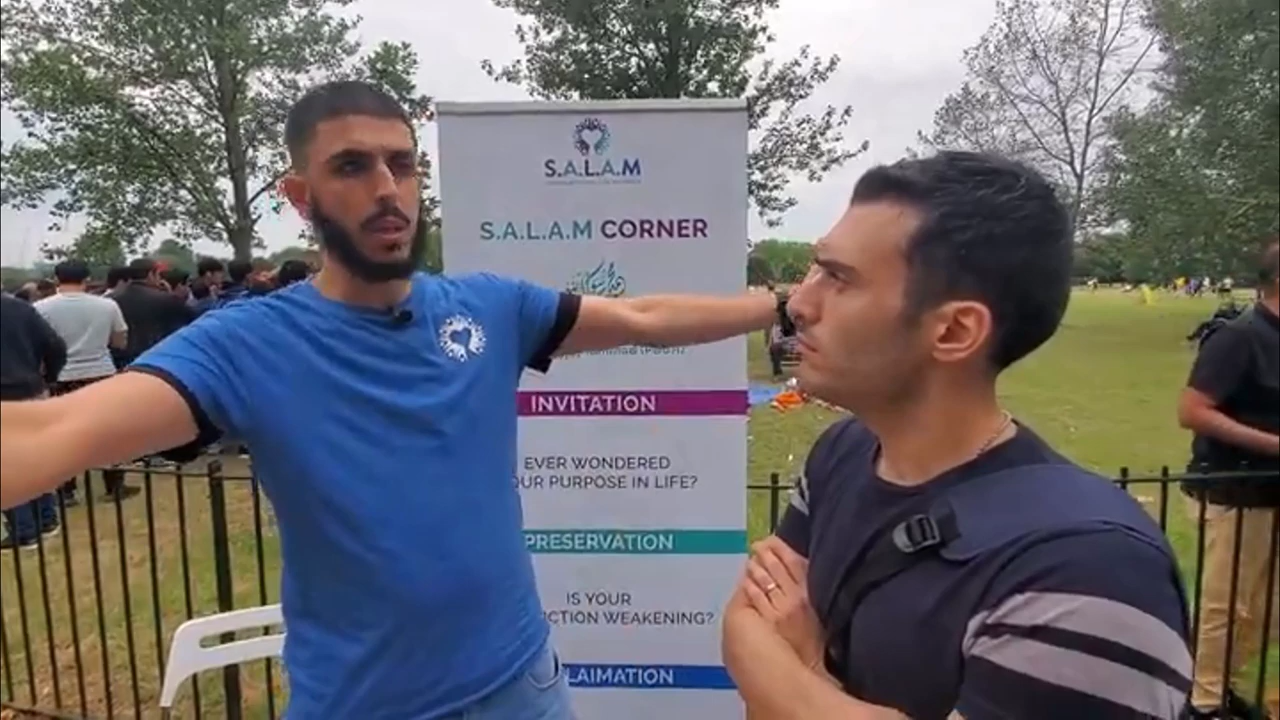 S.A.L.A.M
S.A.L.A.M CORNER
INVITATION
EVER WONDERED
OUR PURPOSE IN LIFE?
PRESERVATION
IS YOUR
CTION WEAKENING?
LAIMATION